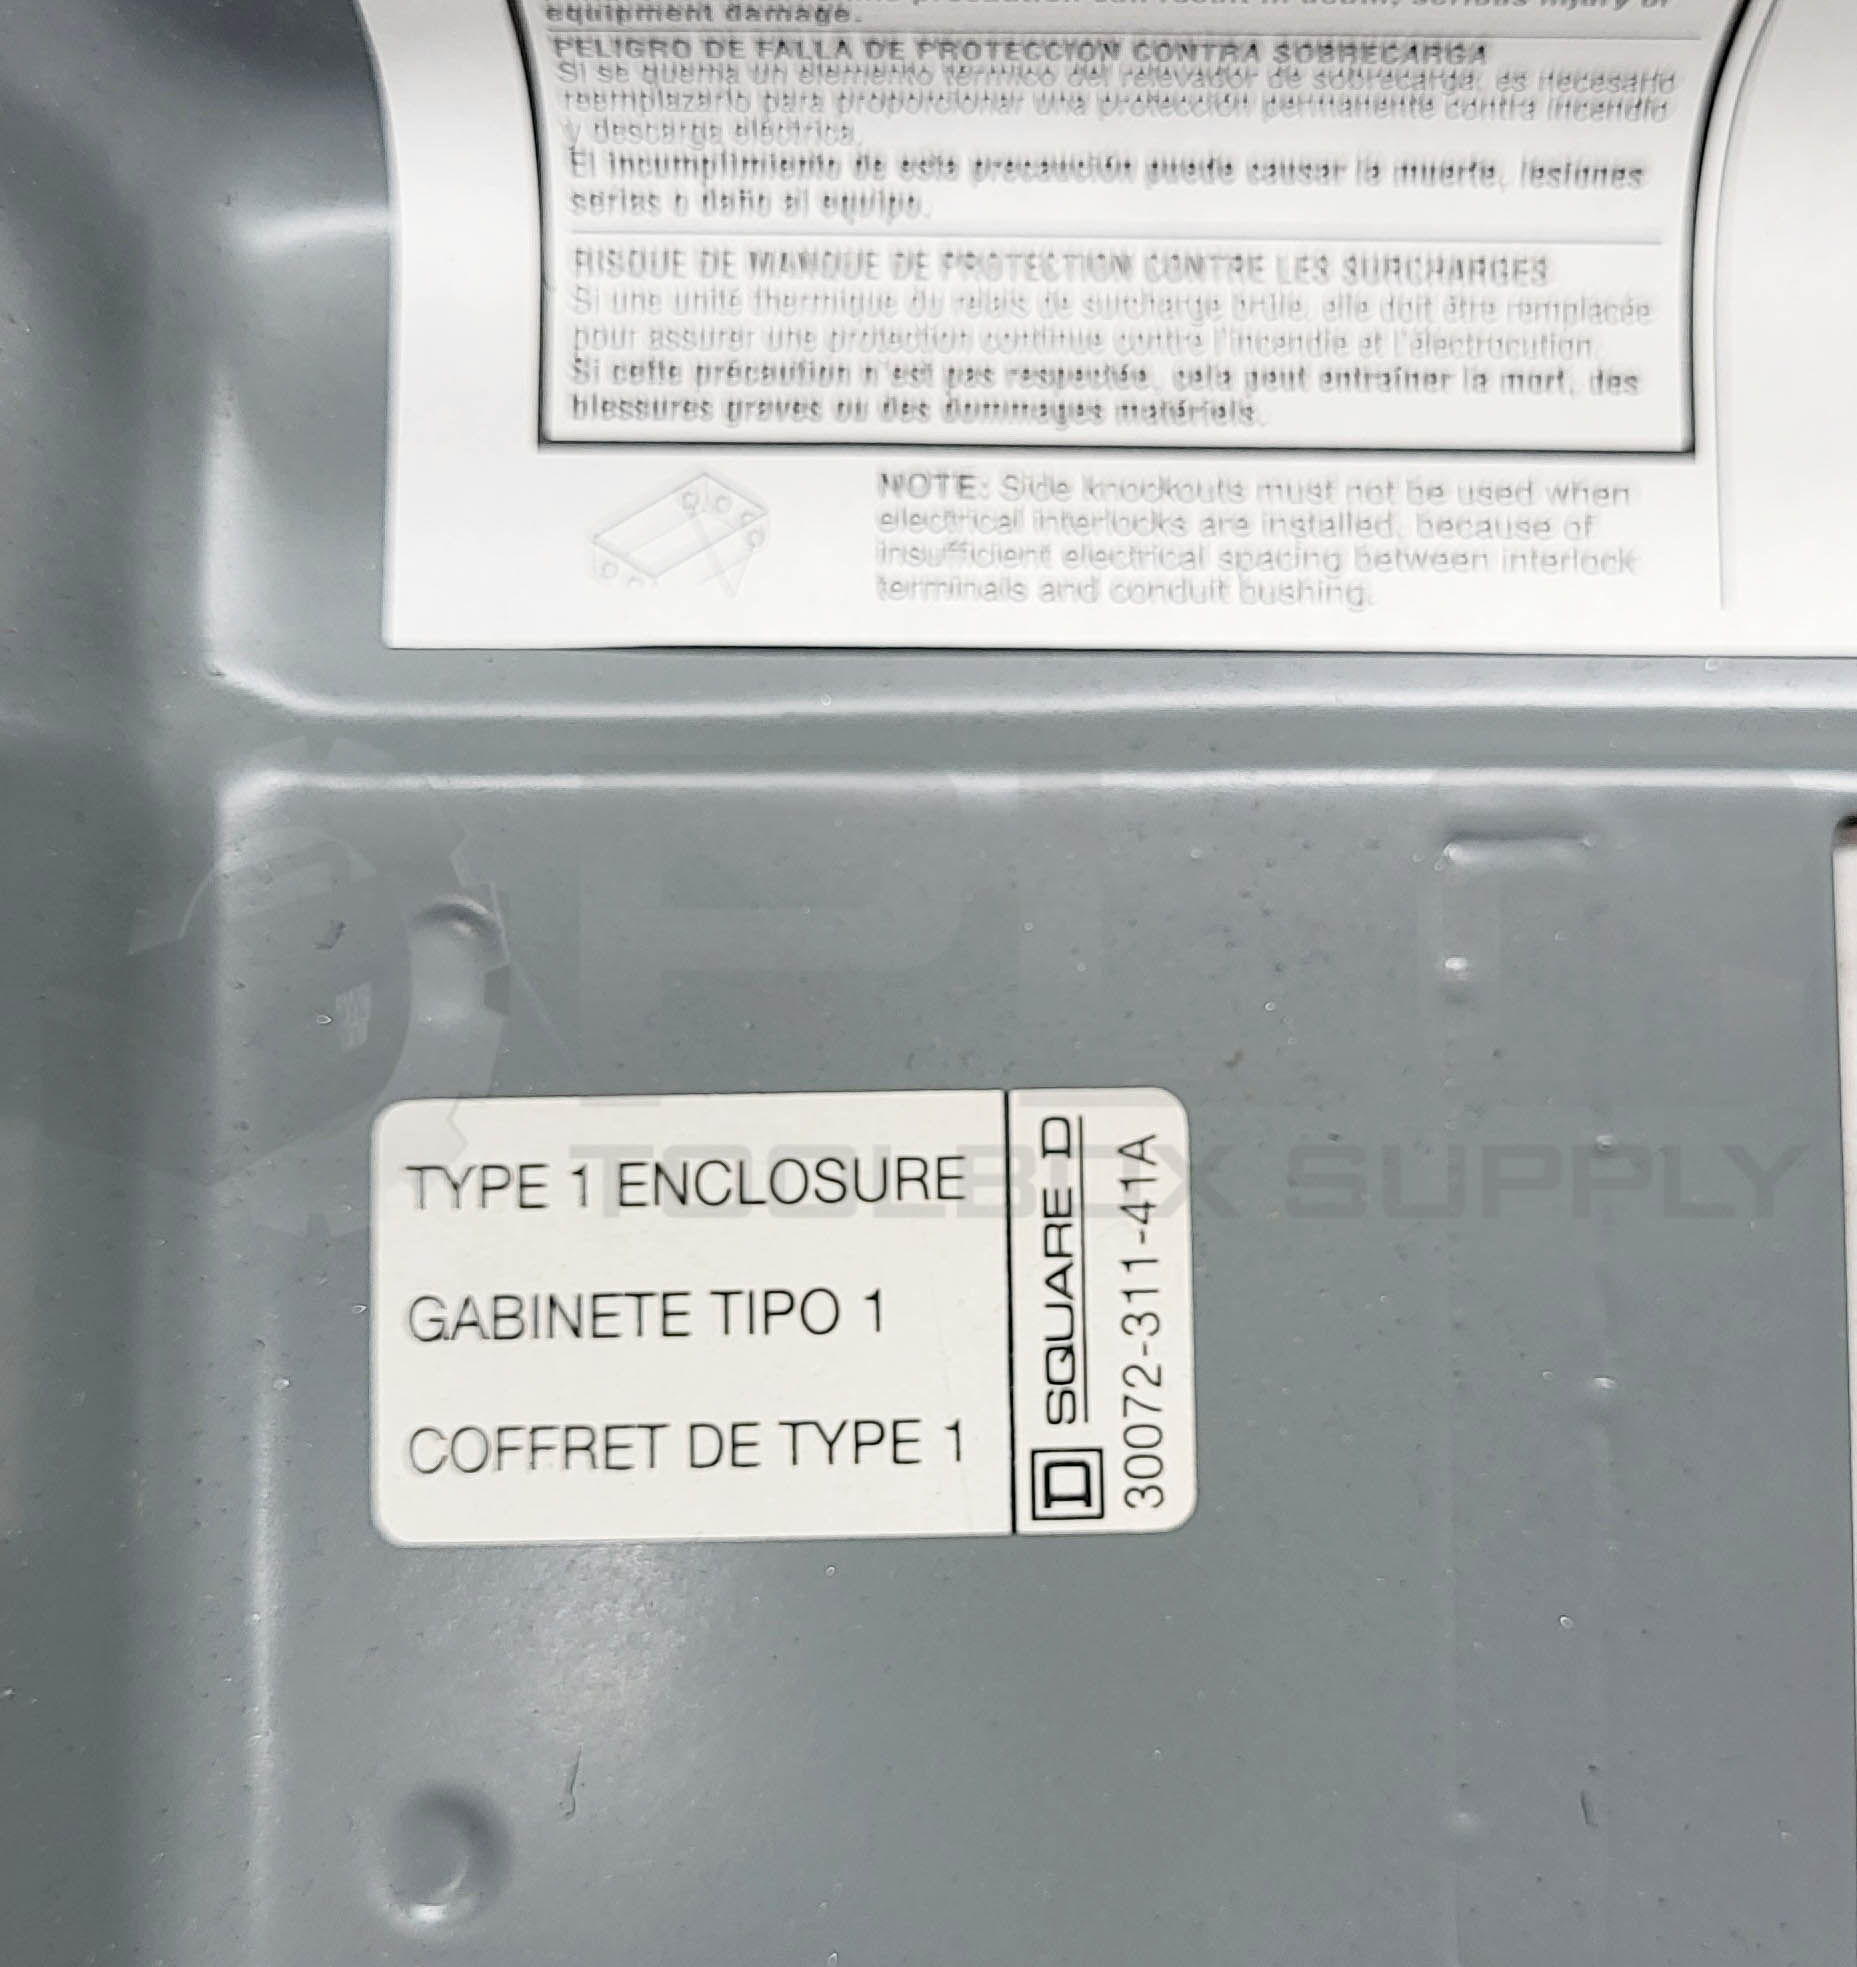 equipment damage.
PELIGRO DE FALLA DE PROTECCIÓN CONTRA SOBRECARGA
Si se quema un elemento térmico del relevador de sobrecarga, es necesario
reemplazarlo para proporcionar una protección permanente contra incendio
y descarga eléctrica.
El incumplimiento de esta precaución puede causar la muerte, lesiones
serias o daño al equipo.
RISQUE DE MANQUE DE PROTECTION CONTRE LES SURCHARGES
Si une unité thermique du relais de surcharge brûle, elle doit être remplacée
pour assurer une protection continue contre l'incendie et l'électrocution.
Si cette précaution n'est pas respectée, cela peut entraîner la mort, des
blessures graves ou des dommages matériels.
NOTE: Side knockouts must not be used when
electrical interlocks are installed, because of
insufficient electrical spacing between interlock
terminals and conduit bushing.
TYPE 1 ENCLOSURE
GABINETE TIPO 1
COFFRET DE TYPE 1
D SQUARE D
30072-311-41A
TOOLBOX SUPPLY